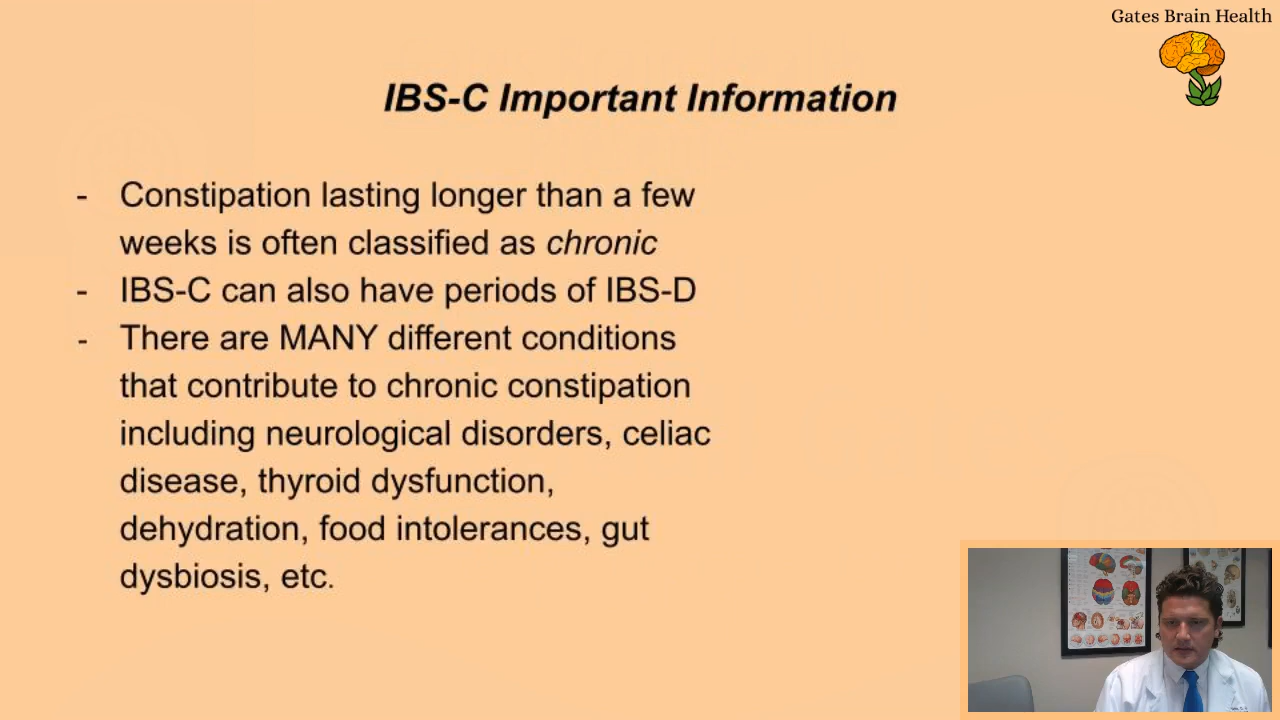 Gates Brain Health
IBS-C Important Information
- Constipation lasting longer than a few
weeks is often classified as chronic
- IBS-C can also have periods of IBS-D
- There are MANY different conditions
that contribute to chronic constipation
including neurological disorders, celiac
disease, thyroid dysfunction,
dehydration, food intolerances, gut
dysbiosis, etc.